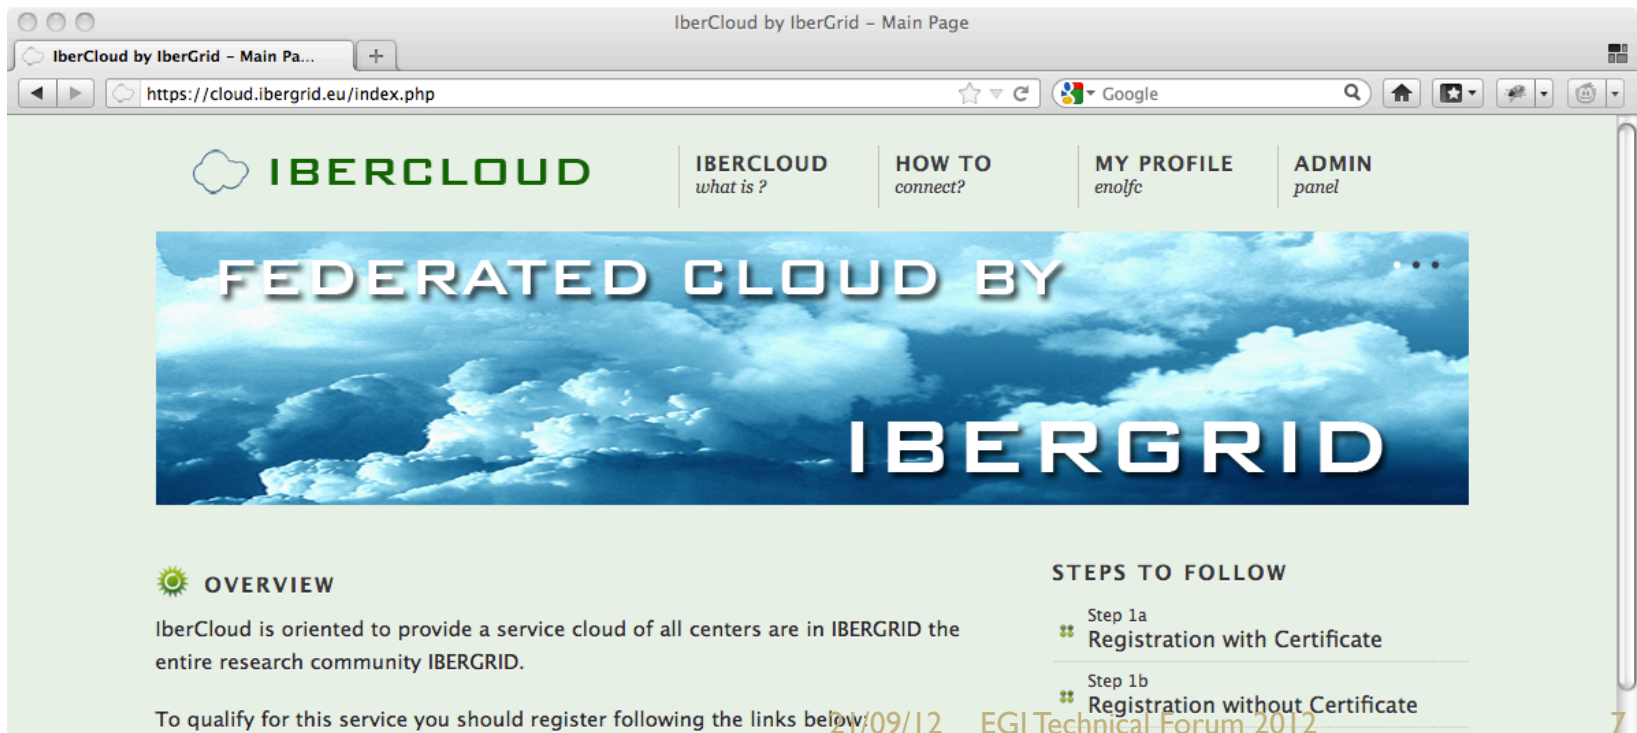 IberCloud by IberGrid – Main Page
IberCloud by IberGrid – Main Pa...
https://cloud.ibergrid.eu/index.php
Google
IBERCLOUD
IBERCLOUD
what is ?
HOW TO
connect?
MY PROFILE
enolfc
ADMIN
panel
FEDERATED CLOUD BY
IBERGRID
OVERVIEW
IberCloud is oriented to provide a service cloud of all centers are in IBERGRID the
entire research community IBERGRID.
To qualify for this service you should register following the links below:
STEPS TO FOLLOW
Step 1a
Registration with Certificate
Step 1b
Registration without Certificate
21/09/12 EGI Technical Forum 2012 7